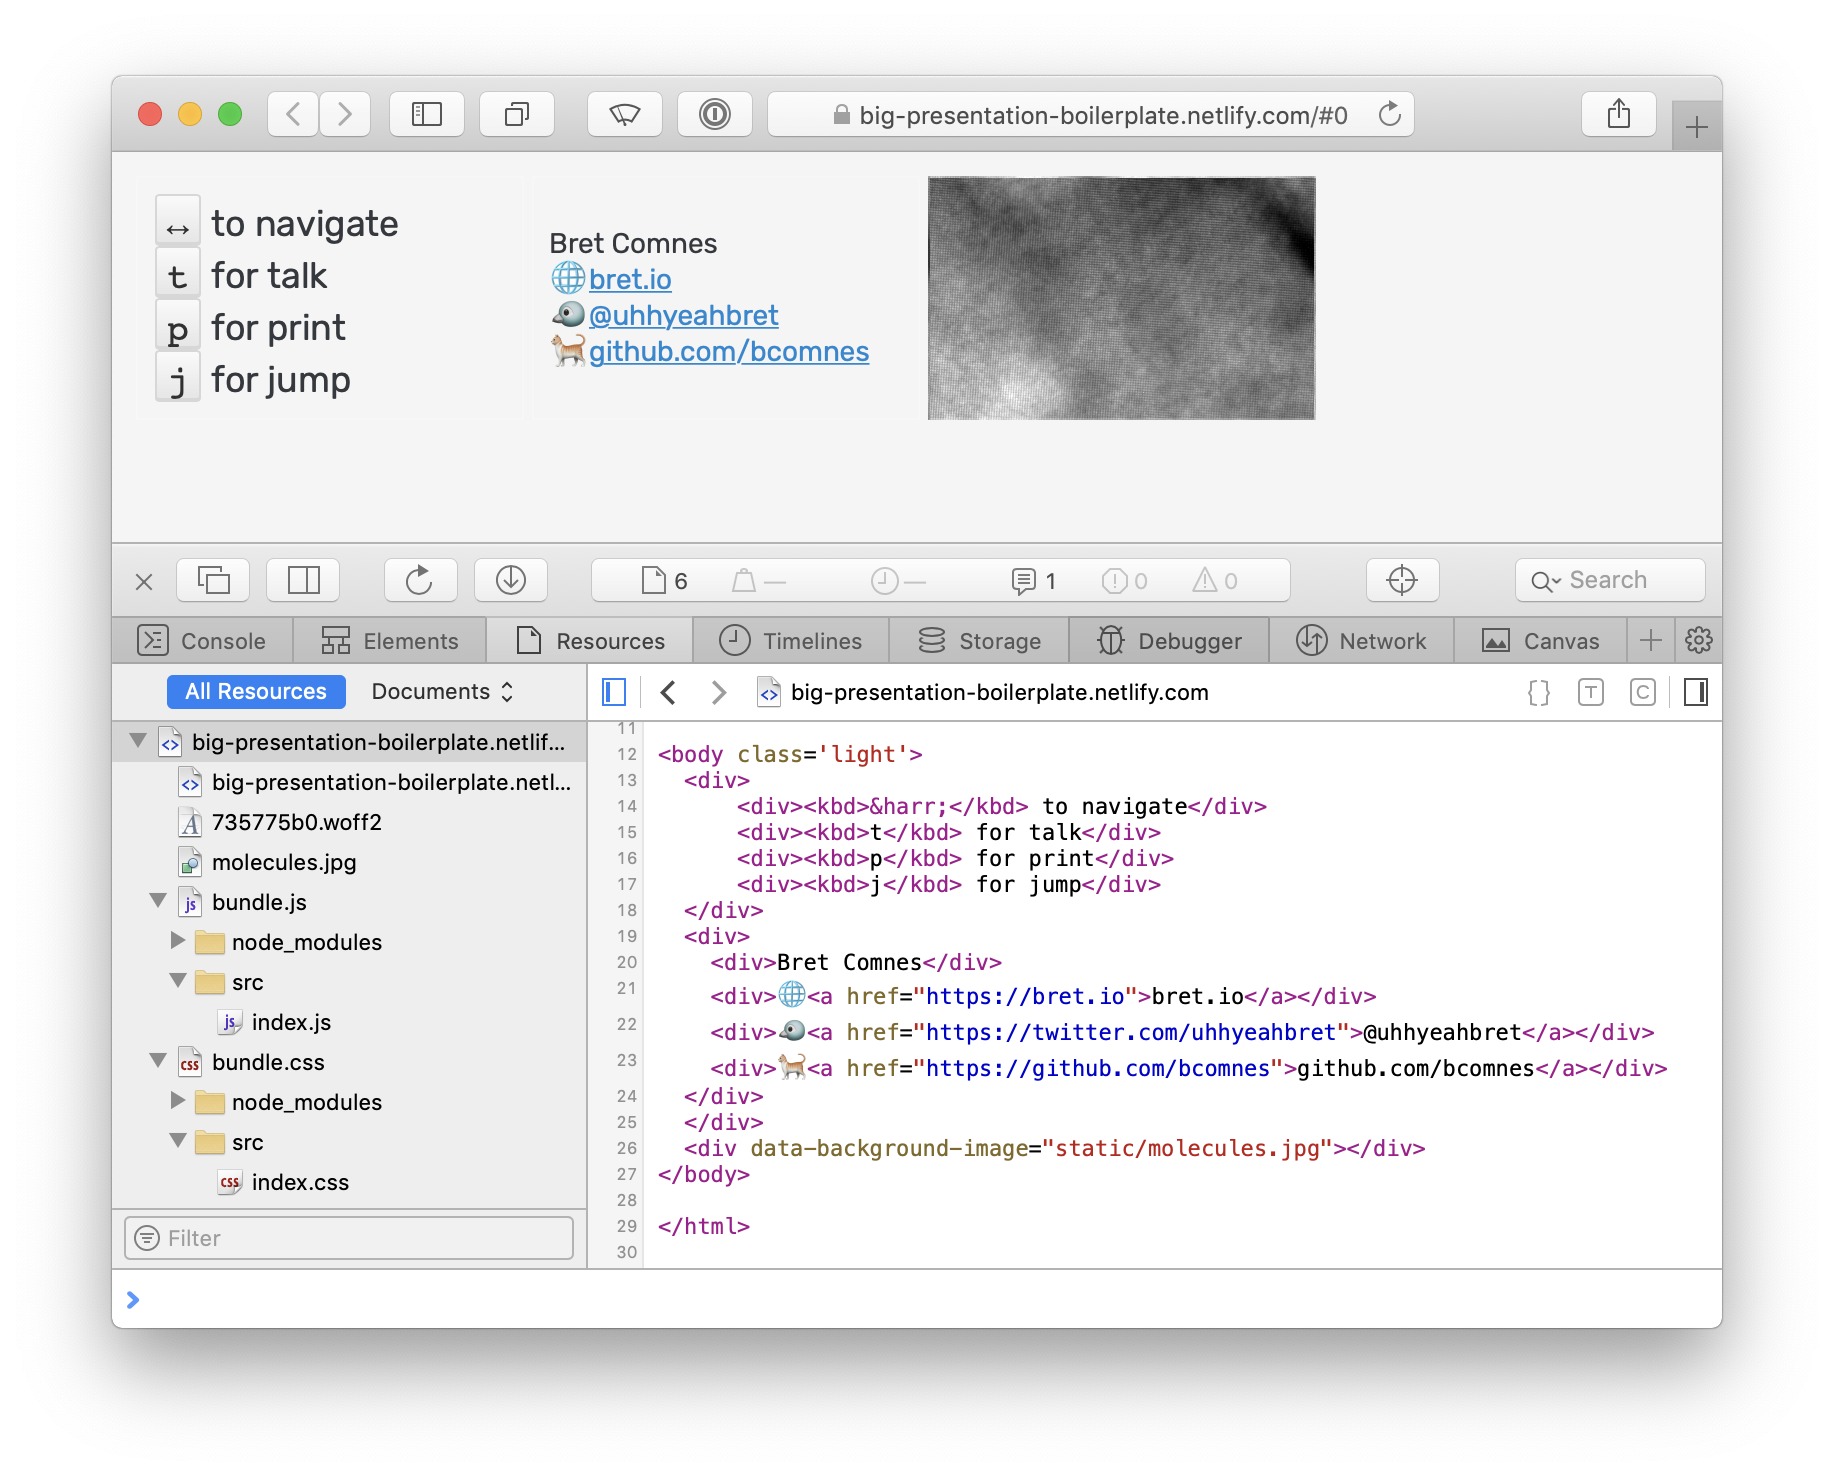 big-presentation-boilerplate.netlify.com/#0
↔ to navigate
t for talk
p for print
j for jump
Bret Comnes
🌐bret.io
🐦@uhhyeahbret
🐈github.com/bcomnes
6 — — 1 0 0
Search
Console Elements Resources Timelines Storage Debugger Network Canvas
All Resources Documents
big-presentation-boilerplate.netlif...
big-presentation-boilerplate.netl...
735775b0.woff2
molecules.jpg
bundle.js
node_modules
src
index.js
bundle.css
node_modules
src
index.css
Filter
big-presentation-boilerplate.netlify.com
{} T C
11
12 <body class='light'>
13 <div>
14 <div><kbd>&harr;</kbd> to navigate</div>
15 <div><kbd>t</kbd> for talk</div>
16 <div><kbd>p</kbd> for print</div>
17 <div><kbd>j</kbd> for jump</div>
18 </div>
19 <div>
20 <div>Bret Comnes</div>
21 <div>🌐<a href="https://bret.io">bret.io</a></div>
22 <div>🐦<a href="https://twitter.com/uhhyeahbret">@uhhyeahbret</a></div>
23 <div>🐈<a href="https://github.com/bcomnes">github.com/bcomnes</a></div>
24 </div>
25 </div>
26 <div data-background-image="static/molecules.jpg"></div>
27 </body>
28
29 </html>
30